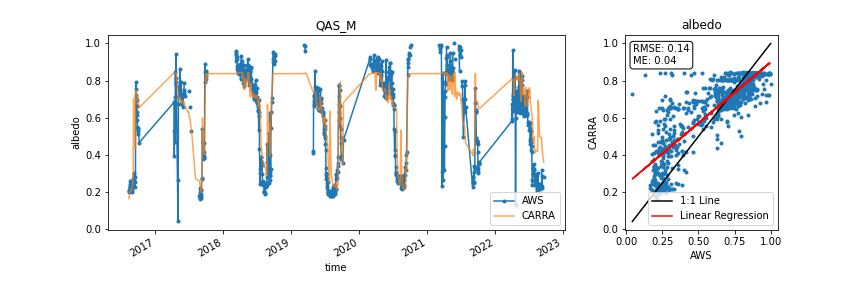 QAS_M
albedo
1.0
0.8
0.6
0.4
0.2
0.0
2017
2018
2019
2020
2021
2022
2023
time
AWS
CARRA
albedo
RMSE: 0.14
ME: 0.04
CARRA
1.0
0.8
0.6
0.4
0.2
0.0
0.00
0.25
0.50
0.75
1.00
AWS
1:1 Line
Linear Regression